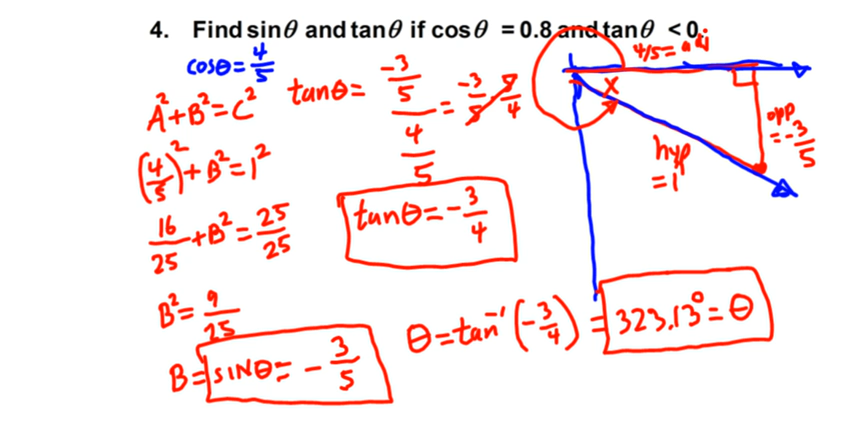 4. Find sinθ and tanθ if cosθ = 0.8 and tanθ < 0.
cosθ = 4/5
A² + B² = C²
(4/5)² + B² = 1²
16/25 + B² = 25/25
B² = 9/25
B = sinθ = -3/5
tanθ = (-3/5)/(4/5) = -3/5 · 5/4
tanθ = -3/4
θ = tan⁻¹(-3/4) = 323.13° = θ
4/5 = adj
x
opp = -3/5
hyp = 1